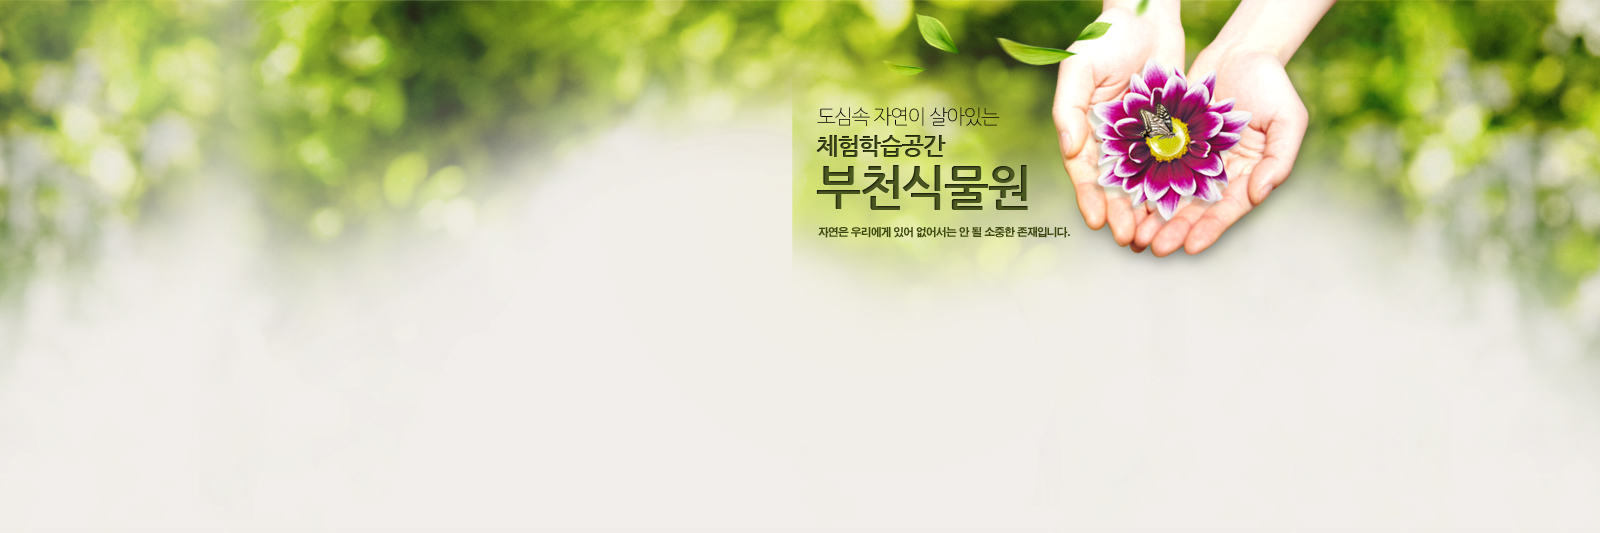 도심속 자연이 살아있는
체험학습공간
부천식물원
자연은 우리에게 있어 없어서는 안 될 소중한 존재입니다.